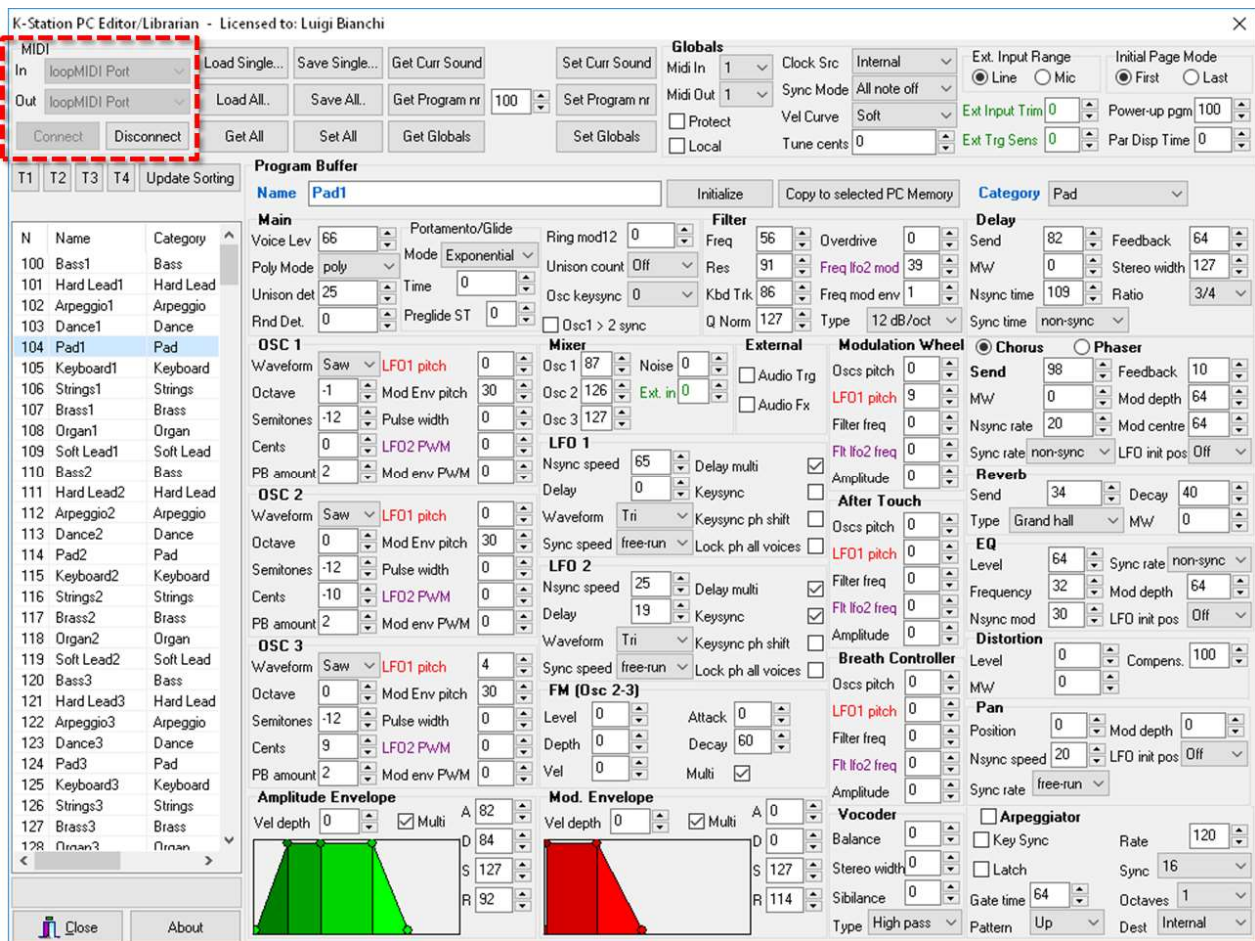 K-Station PC Editor/Librarian - Licensed to: Luigi Bianchi
MIDI
In loopMIDI Port
Out loopMIDI Port
Connect Disconnect
Load Single... Save Single... Get Curr Sound Set Curr Sound
Load All.. Save All.. Get Program nr 100 Set Program nr
Get All Set All Get Globals Set Globals
Globals
Midi In 1 Clock Src Internal
Midi Out 1 Sync Mode All note off
Protect Vel Curve Soft
Local Tune cents 0
Ext. Input Range
Line Mic
Ext Input Trim 0
Ext Trg Sens 0
Initial Page Mode
First Last
Power-up pgm 100
Par Disp Time 0
T1 T2 T3 T4 Update Sorting
N Name Category
100 Bass1 Bass
101 Hard Lead1 Hard Lead
102 Arpeggio1 Arpeggio
103 Dance1 Dance
104 Pad1 Pad
105 Keyboard1 Keyboard
106 Strings1 Strings
107 Brass1 Brass
108 Organ1 Organ
109 Soft Lead1 Soft Lead
110 Bass2 Bass
111 Hard Lead2 Hard Lead
112 Arpeggio2 Arpeggio
113 Dance2 Dance
114 Pad2 Pad
115 Keyboard2 Keyboard
116 Strings2 Strings
117 Brass2 Brass
118 Organ2 Organ
119 Soft Lead2 Soft Lead
120 Bass3 Bass
121 Hard Lead3 Hard Lead
122 Arpeggio3 Arpeggio
123 Dance3 Dance
124 Pad3 Pad
125 Keyboard3 Keyboard
126 Strings3 Strings
127 Brass3 Brass
128 Organ3 Organ
Close About
Program Buffer
Name Pad1 Initialize Copy to selected PC Memory Category Pad
Main
Voice Lev 66
Poly Mode poly
Unison det 25
Rnd Det. 0
Portamento/Glide
Mode Exponential
Time 0
Preglide ST 0
Ring mod12 0
Unison count Off
Osc keysync 0
Osc1 > 2 sync
Filter
Freq 56 Overdrive 0
Res 91 Freq lfo2 mod 39
Kbd Trk 86 Freq mod env 1
Q Norm 127 Type 12 dB/oct
Delay
Send 82 Feedback 64
MW 0 Stereo width 127
Nsync time 109 Ratio 3/4
Sync time non-sync
OSC 1
Waveform Saw LFO1 pitch 0
Octave -1 Mod Env pitch 30
Semitones -12 Pulse width 0
Cents 0 LFO2 PWM 0
PB amount 2 Mod env PWM 0
OSC 2
Waveform Saw LFO1 pitch 0
Octave 0 Mod Env pitch 30
Semitones -12 Pulse width 0
Cents -10 LFO2 PWM 0
PB amount 2 Mod env PWM 0
OSC 3
Waveform Saw LFO1 pitch 4
Octave 0 Mod Env pitch 30
Semitones -12 Pulse width 0
Cents 9 LFO2 PWM 0
PB amount 2 Mod env PWM 0
Mixer
Osc 1 87 Noise 0
Osc 2 126 Ext. in 0
Osc 3 127
External
Audio Trg
Audio Fx
LFO 1
Nsync speed 65 Delay multi
Delay 0 Keysync
Waveform Tri Keysync ph shift
Sync speed free-run Lock ph all voices
LFO 2
Nsync speed 25 Delay multi
Delay 19 Keysync
Waveform Tri Keysync ph shift
Sync speed free-run Lock ph all voices
FM (Osc 2-3)
Level 0 Attack 0
Depth 0 Decay 60
Vel 0 Multi
Amplitude Envelope
Vel depth 0 Multi
A 82
D 84
S 127
R 92
Mod. Envelope
Vel depth 0 Multi
A 0
D 0
S 127
R 114
Modulation Wheel
Oscs pitch 0
LFO1 pitch 9
Filter freq 0
Flt lfo2 freq 0
Amplitude 0
After Touch
Oscs pitch 0
LFO1 pitch 0
Filter freq 0
Flt lfo2 freq 0
Amplitude 0
Breath Controller
Oscs pitch 0
LFO1 pitch 0
Filter freq 0
Flt lfo2 freq 0
Amplitude 0
Vocoder
Balance 0
Stereo width 0
Sibilance 0
Type High pass
Chorus Phaser
Send 98 Feedback 10
MW 0 Mod depth 64
Nsync rate 20 Mod centre 64
Sync rate non-sync LFO init pos Off
Reverb
Send 34 Decay 40
Type Grand hall MW 0
EQ
Level 64 Sync rate non-sync
Frequency 32 Mod depth 64
Nsync mod 30 LFO init pos Off
Distortion
Level 0 Compens. 100
MW 0
Pan
Position 0 Mod depth 0
Nsync speed 20 LFO init pos Off
Sync rate free-run
Arpeggiator
Key Sync Rate 120
Latch Sync 16
Gate time 64 Octaves 1
Pattern Up Dest Internal